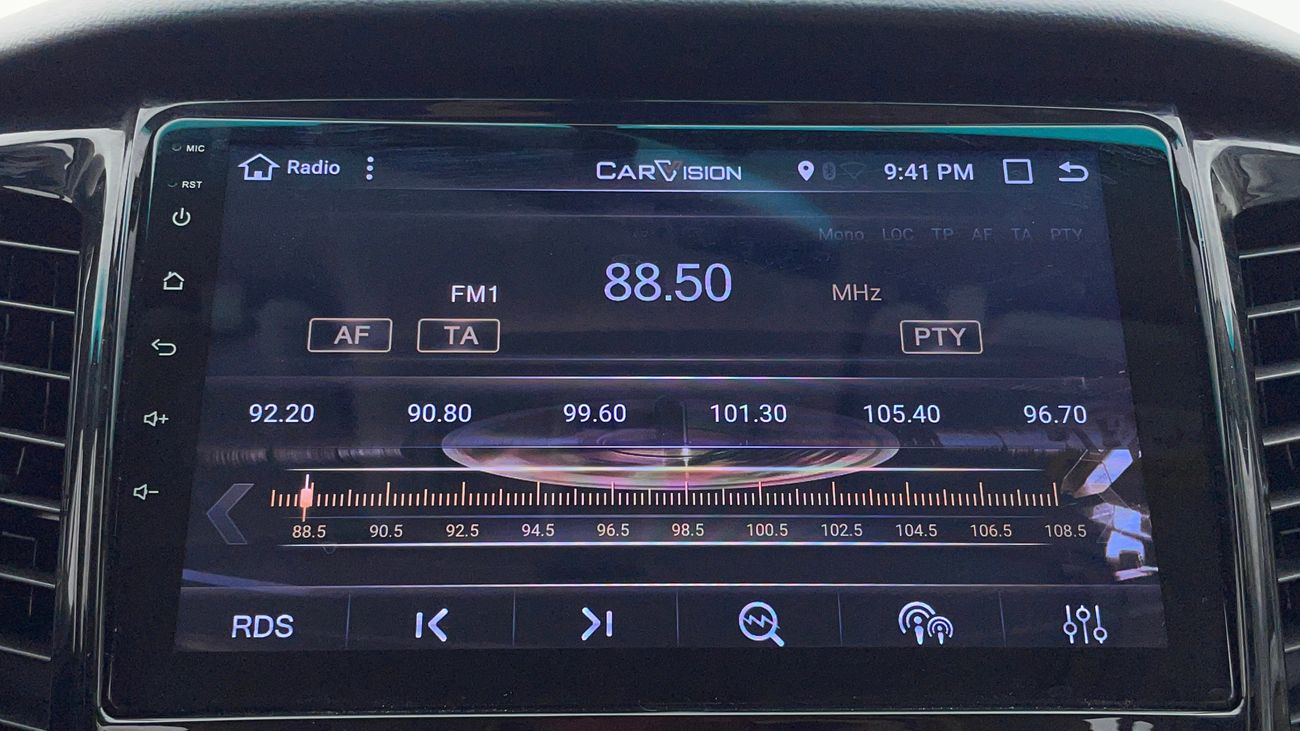 MIC
Radio CARVISION 9:41 PM
RST
Mono LOC TP AF TA PTY
FM1 88.50 MHz
AF TA PTY
92.20 90.80 99.60 101.30 105.40 96.70
88.5 90.5 92.5 94.5 96.5 98.5 100.5 102.5 104.5 106.5 108.5
RDS